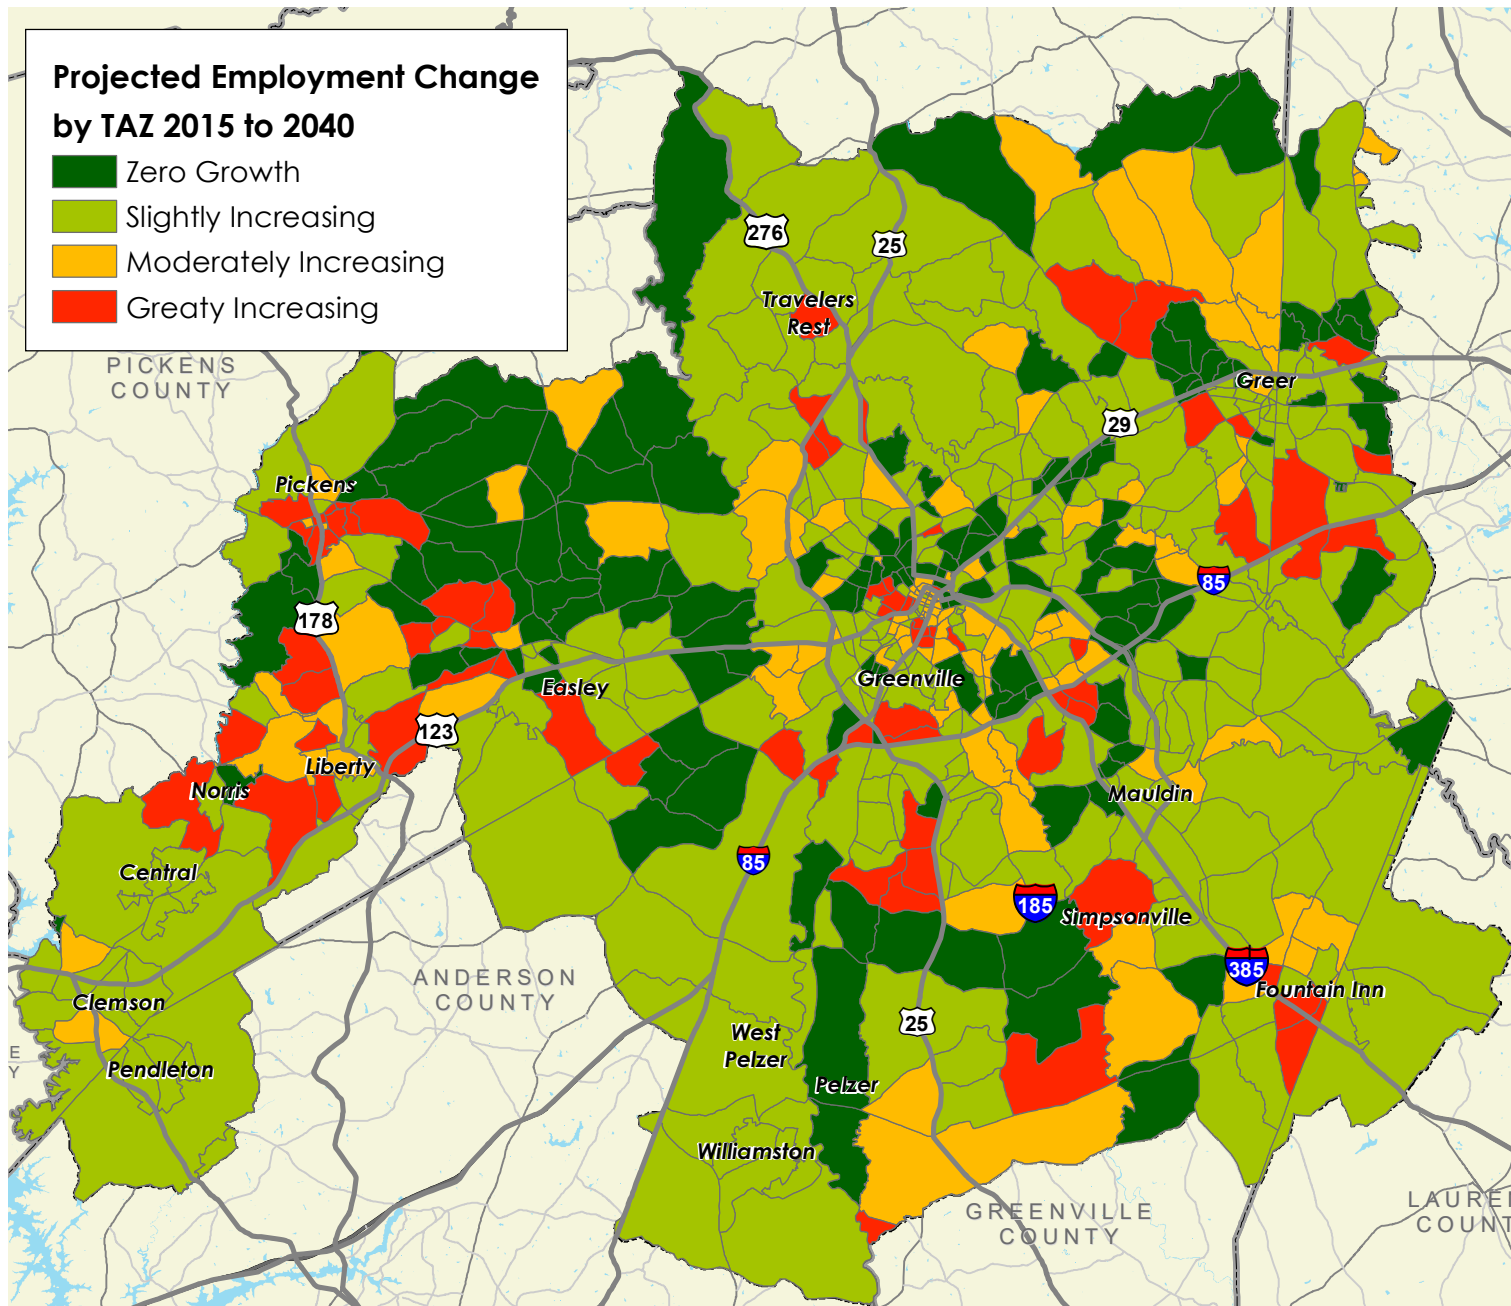 Projected Employment Change
by TAZ 2015 to 2040
Zero Growth
Slightly Increasing
Moderately Increasing
Greaty Increasing
276
25
Travelers
Rest
PICKENS
COUNTY
Greer
29
Pickens
85
178
Greenville
Easley
123
Liberty
Norris
Mauldin
Central
85
185
Simpsonville
385
ANDERSON
COUNTY
Fountain Inn
Clemson
25
West
Pelzer
E
Y
Pendleton
Pelzer
Williamston
GREENVILLE
COUNTY
LAUREN
COUNT